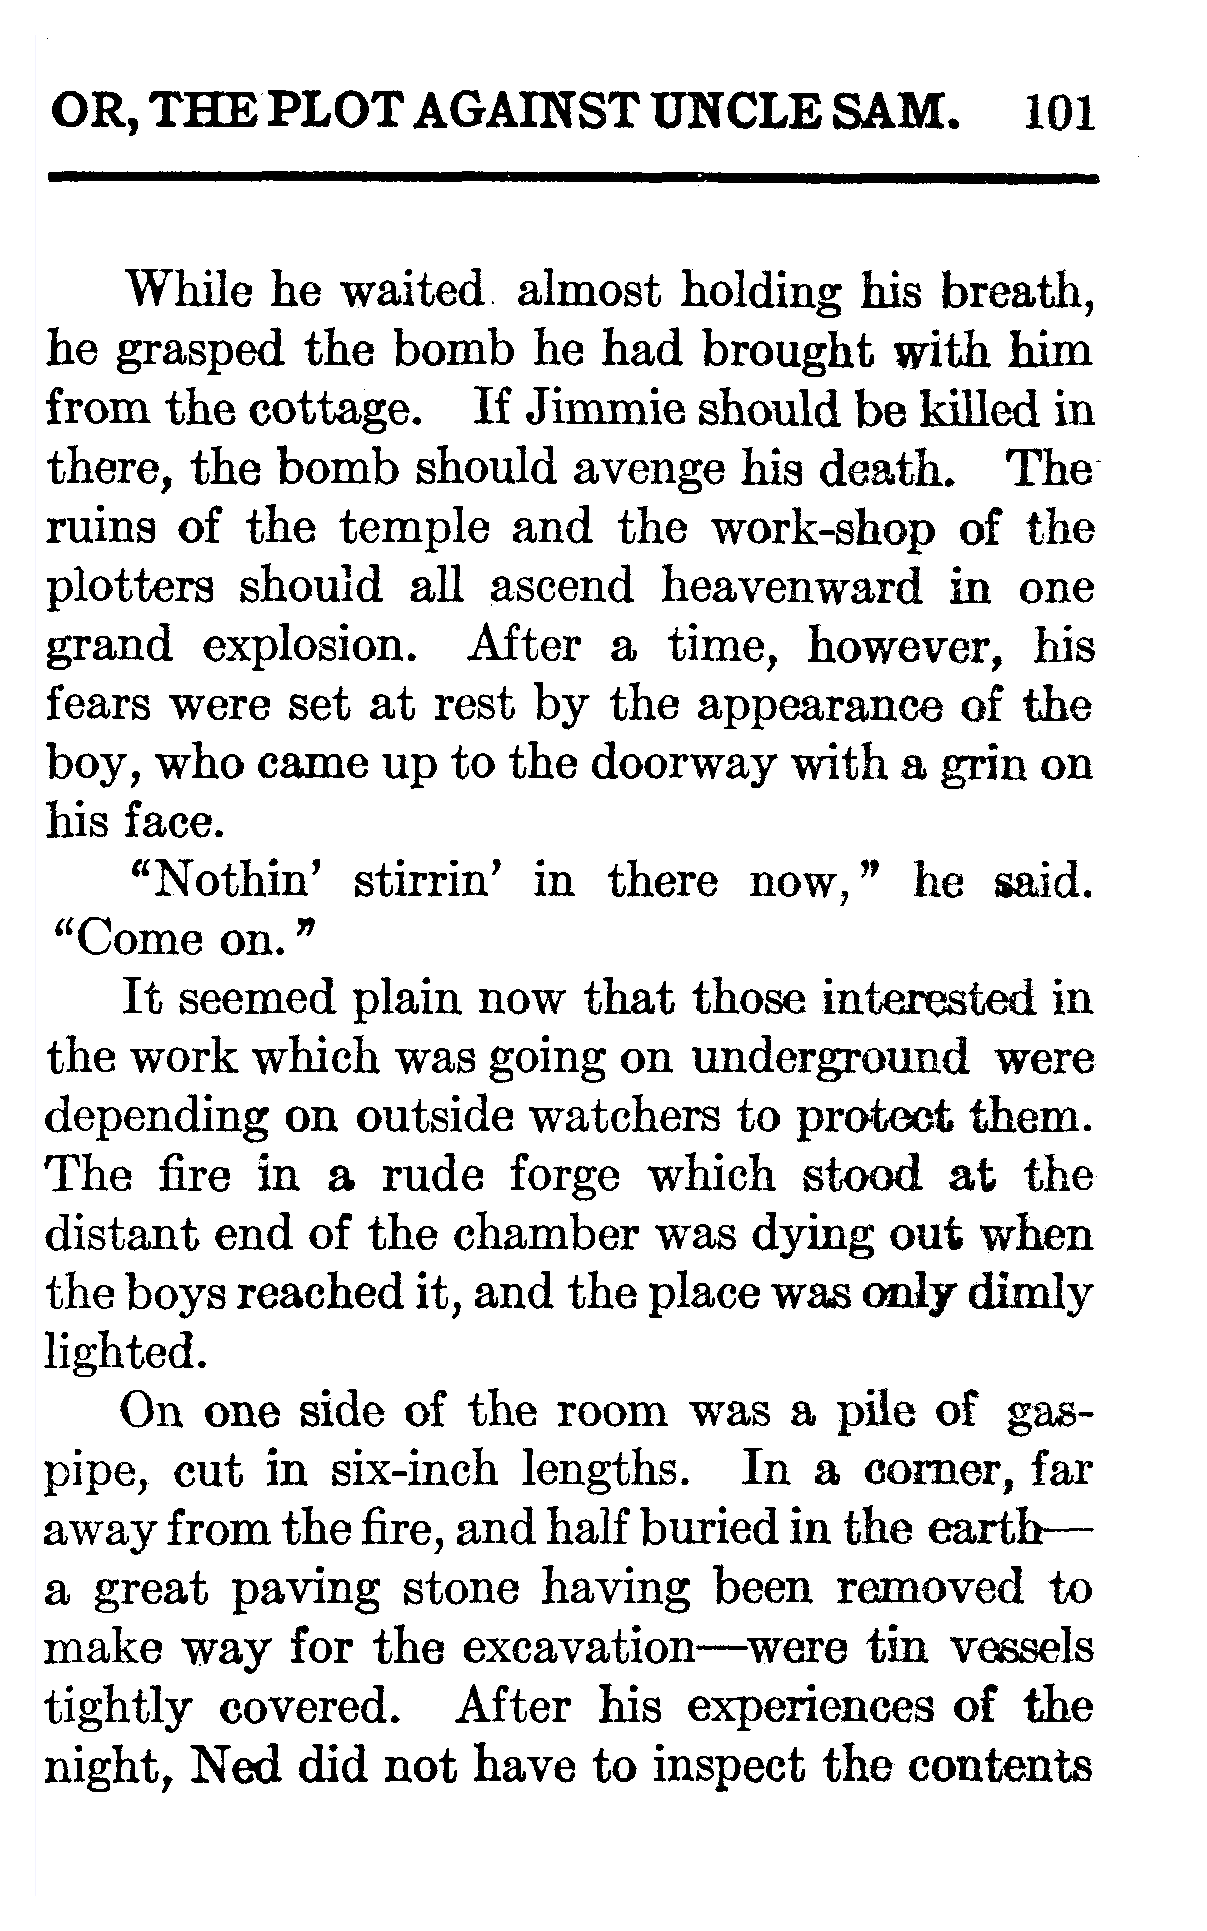 OR, THE PLOT AGAINST UNCLE SAM. 101
While he waited almost holding his breath,
he grasped the bomb he had brought with him
from the cottage. If Jimmie should be killed in
there, the bomb should avenge his death. The
ruins of the temple and the work-shop of the
plotters should all ascend heavenward in one
grand explosion. After a time, however, his
fears were set at rest by the appearance of the
boy, who came up to the doorway with a grin on
his face.
“Nothin’ stirrin’ in there now,” he said.
“Come on.”
It seemed plain now that those interested in
the work which was going on underground were
depending on outside watchers to protect them.
The fire in a rude forge which stood at the
distant end of the chamber was dying out when
the boys reached it, and the place was only dimly
lighted.
On one side of the room was a pile of gas-
pipe, cut in six-inch lengths. In a corner, far
away from the fire, and half buried in the earth—
a great paving stone having been removed to
make way for the excavation—were tin vessels
tightly covered. After his experiences of the
night, Ned did not have to inspect the contents